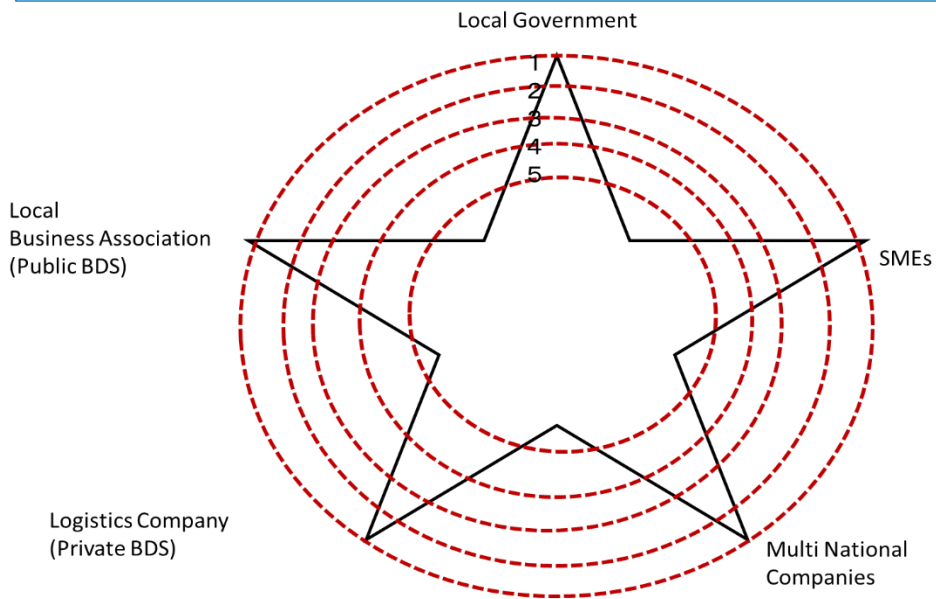 Local Government
1
2
3
4
5
Local
Business Association
(Public BDS)
SMEs
Logistics Company
(Private BDS)
Multi National
Companies